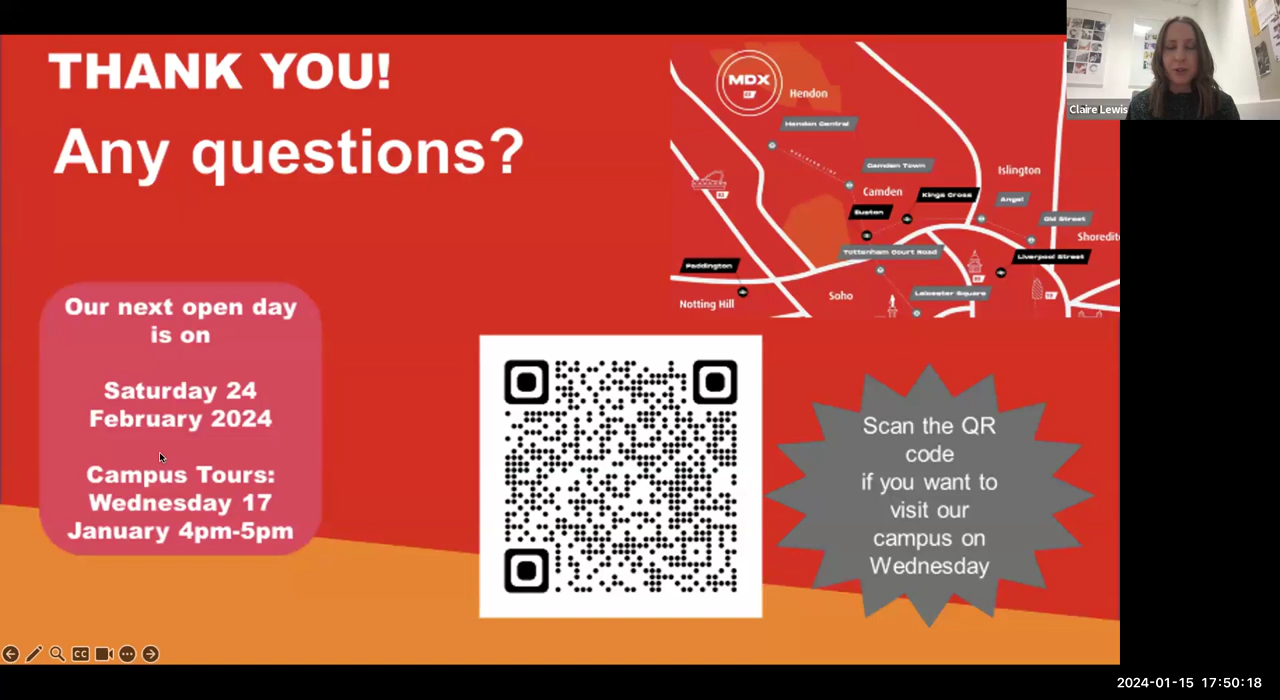 THANK YOU!
Any questions?
Claire Lewis
MDX
Hendon
Hendon Central
NORTHERN LINE
Camden Town
Camden
Kings Cross
Islington
Angel
Euston
Old Street
Shoredit
Tottenham Court Road
Liverpool Street
Paddington
Leicester Square
Notting Hill
Soho
Our next open day
is on
Saturday 24
February 2024
Campus Tours:
Wednesday 17
January 4pm-5pm
Scan the QR
code
if you want to
visit our
campus on
Wednesday
CC
2024-01-15 17:50:18